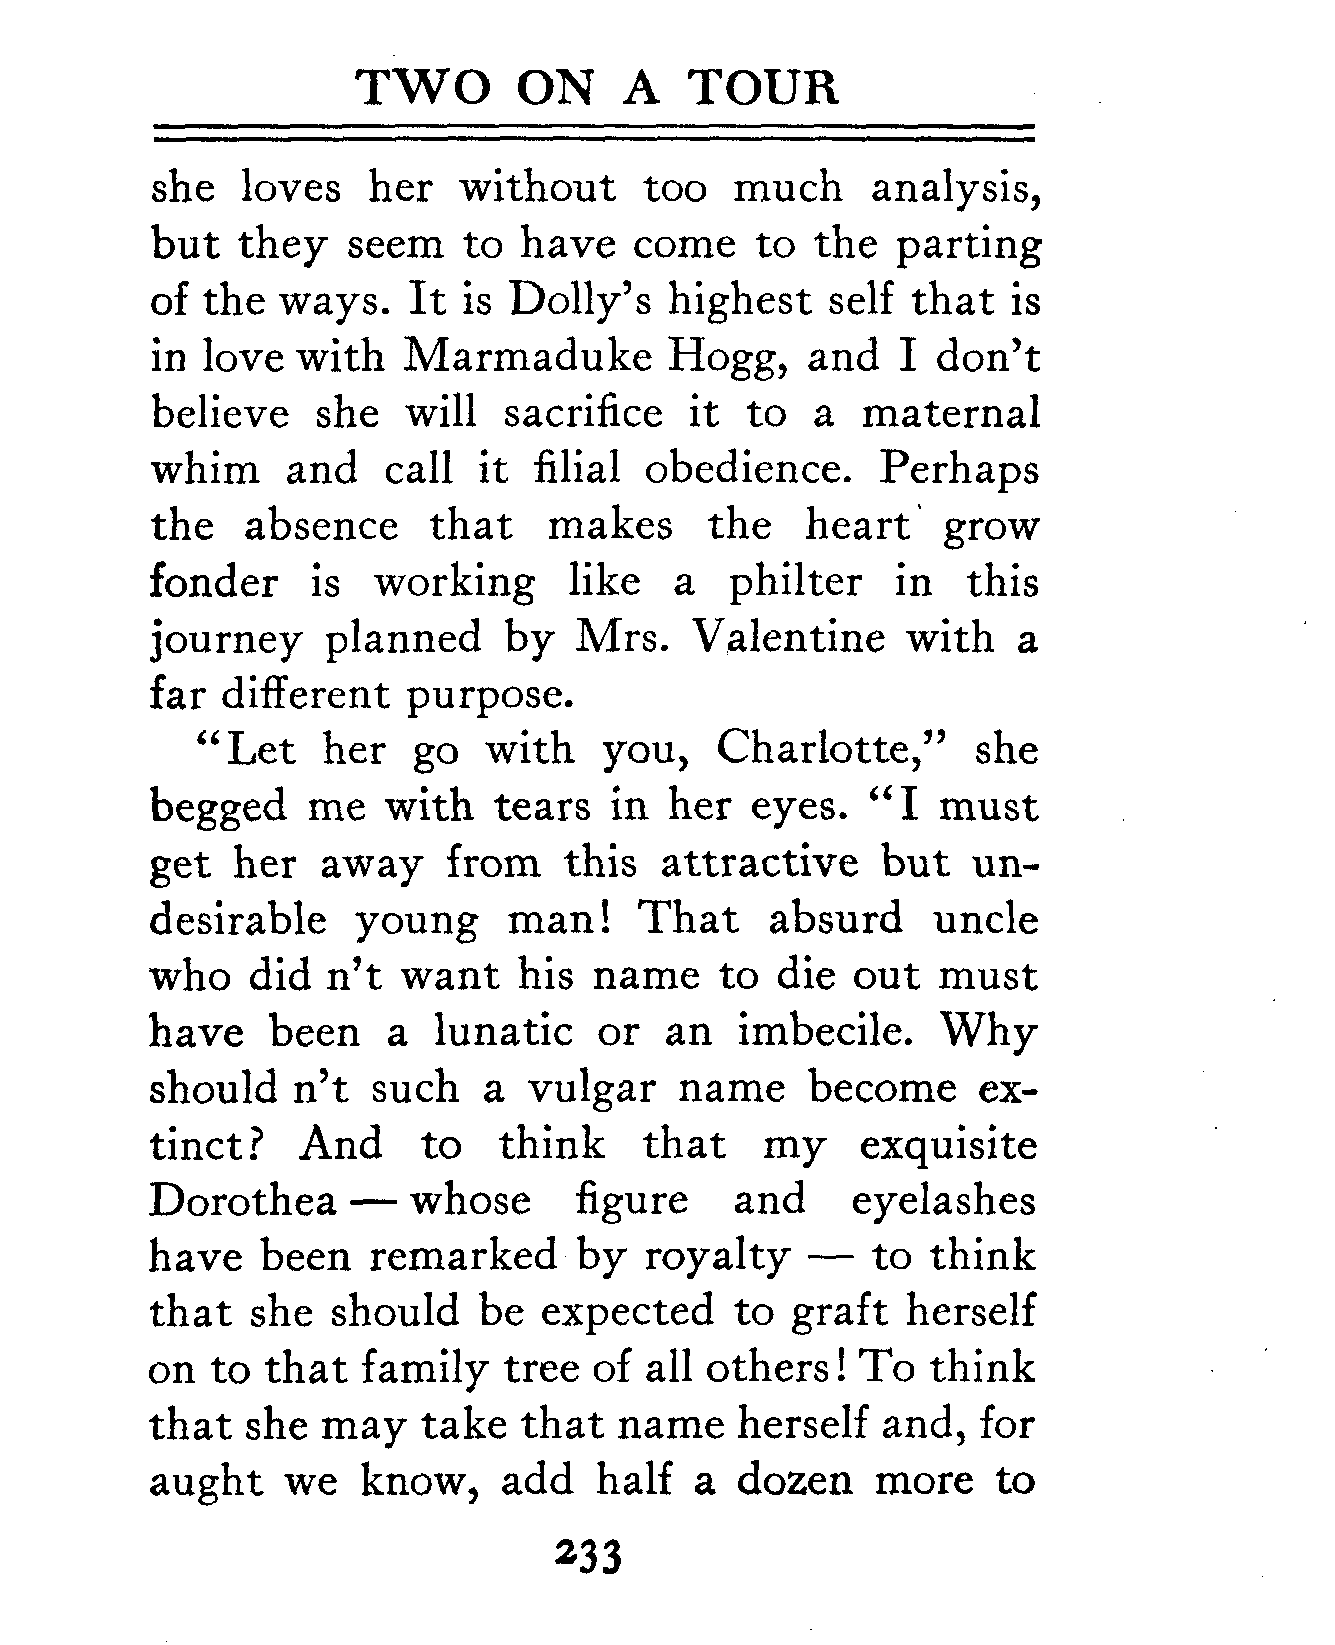 TWO ON A TOUR
she loves her without too much analysis,
but they seem to have come to the parting
of the ways. It is Dolly's highest self that is
in love with Marmaduke Hogg, and I don't
believe she will sacrifice it to a maternal
whim and call it filial obedience. Perhaps
the absence that makes the heart grow
fonder is working like a philter in this
journey planned by Mrs. Valentine with a
far different purpose.
“Let her go with you, Charlotte,” she
begged me with tears in her eyes. “I must
get her away from this attractive but un-
desirable young man! That absurd uncle
who did n't want his name to die out must
have been a lunatic or an imbecile. Why
should n't such a vulgar name become ex-
tinct? And to think that my exquisite
Dorothea — whose figure and eyelashes
have been remarked by royalty — to think
that she should be expected to graft herself
on to that family tree of all others! To think
that she may take that name herself and, for
aught we know, add half a dozen more to
233